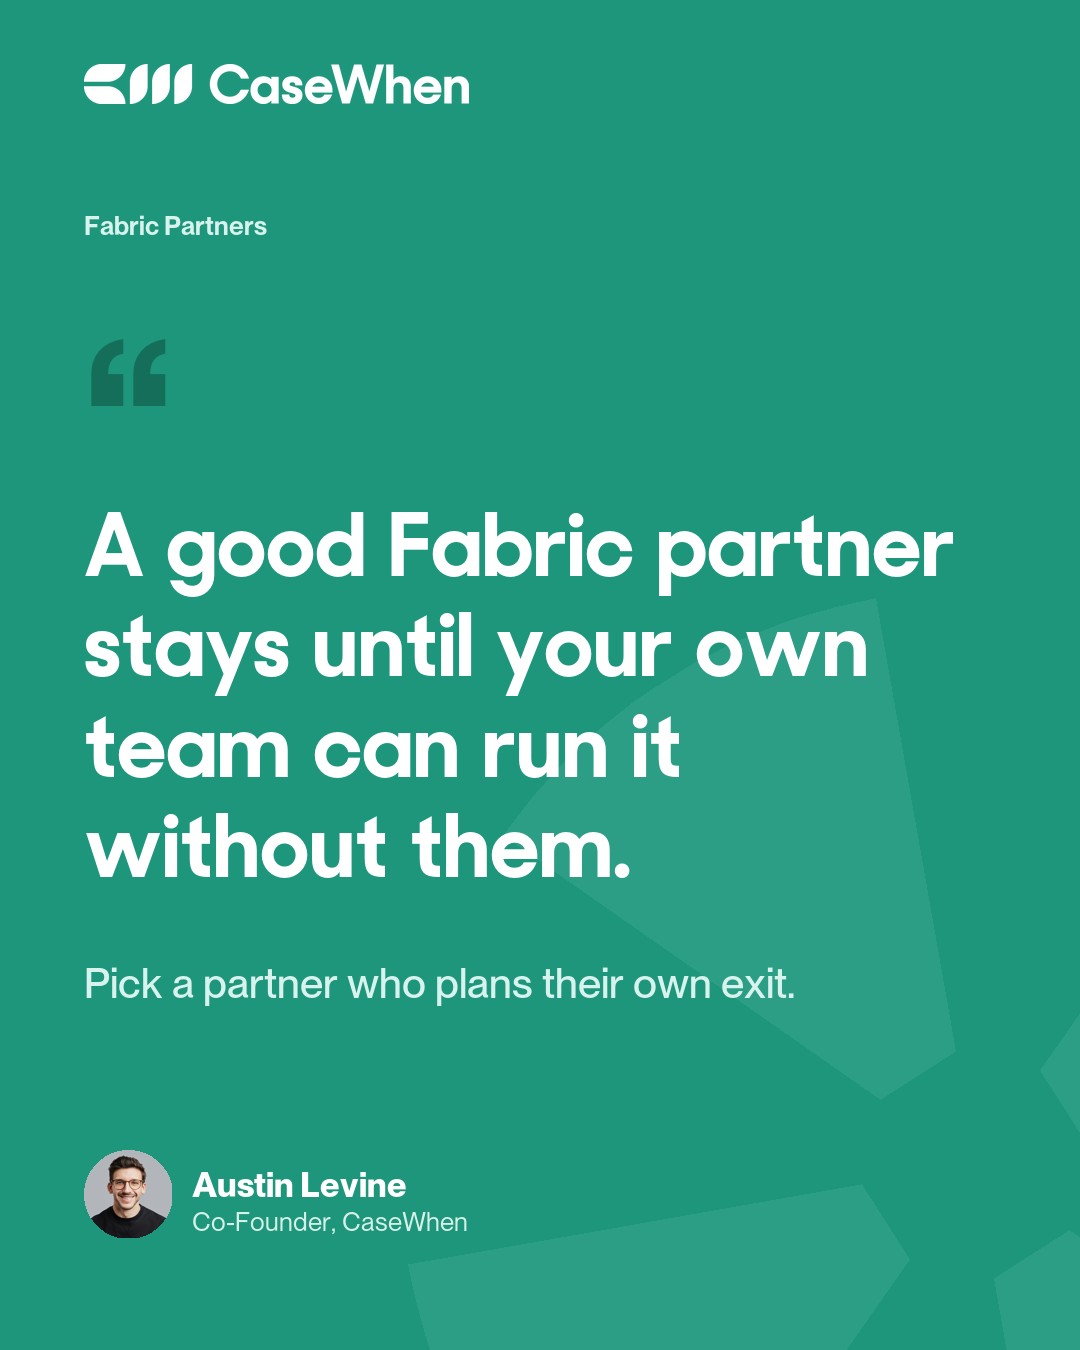 CaseWhen
Fabric Partners
“
A good Fabric partner
stays until your own
team can run it
without them.
Pick a partner who plans their own exit.
Austin Levine
Co-Founder, CaseWhen